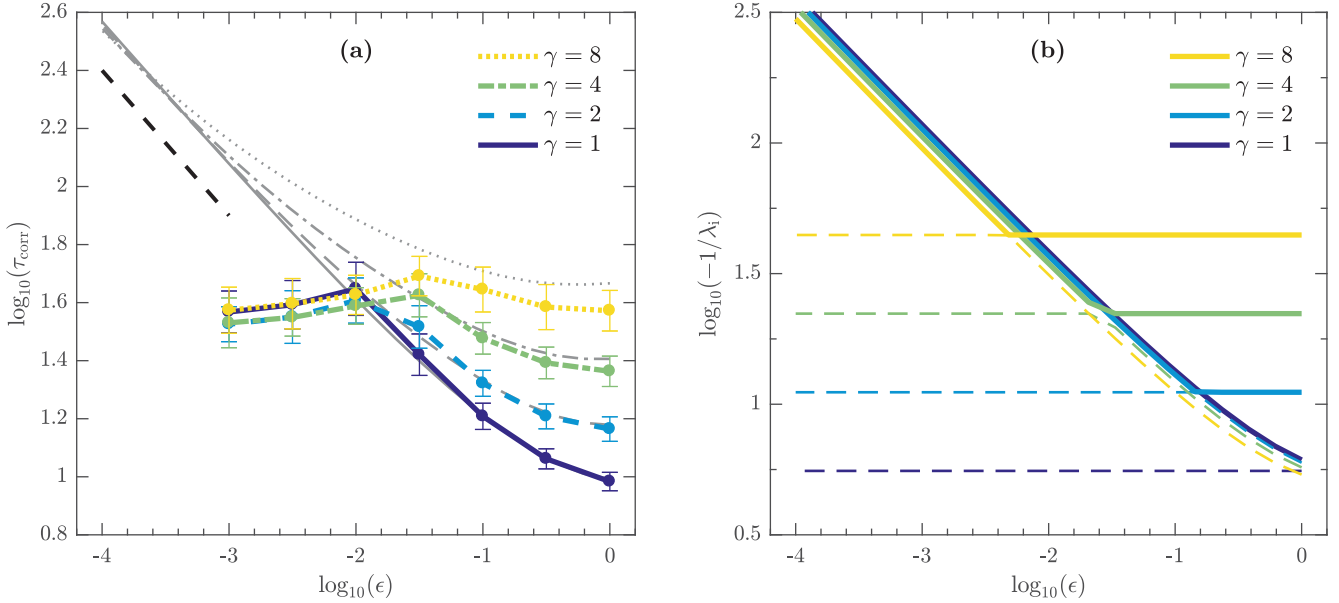 2.6
2.4
2.2
2
1.8
1.6
1.4
1.2
1
0.8
-4
-3
-2
-1
0
log₁₀(τcorr)
log₁₀(ϵ)
(a)
γ = 8
γ = 4
γ = 2
γ = 1
2.5
2.0
1.5
1.0
0.5
-4
-3
-2
-1
0
log₁₀(−1/λᵢ)
log₁₀(ϵ)
(b)
γ = 8
γ = 4
γ = 2
γ = 1